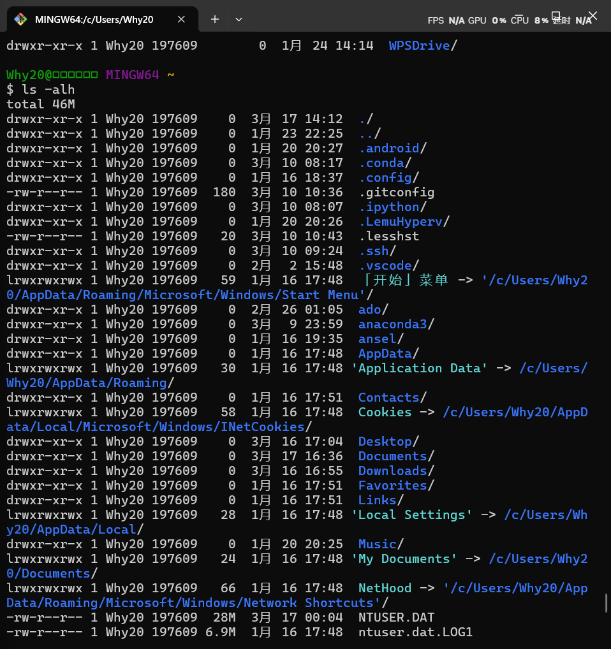 MINGW64:/c/Users/Why20
FPS N/A GPU 0% CPU 8% 延时 N/A
drwxr-xr-x 1 Why20 197609        0  1月  24 14:14  WPSDrive/
Why20@□□□□□□ MINGW64 ~
$ ls -alh
total 46M
drwxr-xr-x 1 Why20 197609    0  3月  17 14:12  ./
drwxr-xr-x 1 Why20 197609    0  1月  23 22:25  ../
drwxr-xr-x 1 Why20 197609    0  1月  20 20:27  .android/
drwxr-xr-x 1 Why20 197609    0  3月  10 08:17  .conda/
drwxr-xr-x 1 Why20 197609    0  1月  16 18:37  .config/
-rw-r--r-- 1 Why20 197609  180  3月  10 10:36  .gitconfig
drwxr-xr-x 1 Why20 197609    0  3月  10 08:07  .ipython/
drwxr-xr-x 1 Why20 197609    0  1月  20 20:26  .LemuHyperv/
-rw-r--r-- 1 Why20 197609   20  3月  10 10:43  .lesshst
drwxr-xr-x 1 Why20 197609    0  3月  10 09:24  .ssh/
drwxr-xr-x 1 Why20 197609    0  2月   2 15:48  .vscode/
lrwxrwxrwx 1 Why20 197609   59  1月  16 17:48  「开始」菜单 -> '/c/Users/Why2
0/AppData/Roaming/Microsoft/Windows/Start Menu'/
drwxr-xr-x 1 Why20 197609    0  2月  26 01:05  ado/
drwxr-xr-x 1 Why20 197609    0  3月   9 23:59  anaconda3/
drwxr-xr-x 1 Why20 197609    0  1月  16 19:35  ansel/
drwxr-xr-x 1 Why20 197609    0  1月  16 17:48  AppData/
lrwxrwxrwx 1 Why20 197609   30  1月  16 17:48 'Application Data' -> /c/Users/
Why20/AppData/Roaming/
drwxr-xr-x 1 Why20 197609    0  1月  16 17:51  Contacts/
lrwxrwxrwx 1 Why20 197609   58  1月  16 17:48  Cookies -> /c/Users/Why20/AppD
ata/Local/Microsoft/Windows/INetCookies/
drwxr-xr-x 1 Why20 197609    0  3月  16 17:04  Desktop/
drwxr-xr-x 1 Why20 197609    0  3月  17 16:36  Documents/
drwxr-xr-x 1 Why20 197609    0  3月  16 16:55  Downloads/
drwxr-xr-x 1 Why20 197609    0  1月  16 17:51  Favorites/
drwxr-xr-x 1 Why20 197609    0  1月  16 17:51  Links/
lrwxrwxrwx 1 Why20 197609   28  1月  16 17:48 'Local Settings' -> /c/Users/Wh
y20/AppData/Local/
drwxr-xr-x 1 Why20 197609    0  1月  20 20:25  Music/
lrwxrwxrwx 1 Why20 197609   24  1月  16 17:48 'My Documents' -> /c/Users/Why2
0/Documents/
lrwxrwxrwx 1 Why20 197609   66  1月  16 17:48  NetHood -> '/c/Users/Why20/App
Data/Roaming/Microsoft/Windows/Network Shortcuts'/
-rw-r--r-- 1 Why20 197609  28M  3月  17 00:04  NTUSER.DAT
-rw-r--r-- 1 Why20 197609 6.9M  1月  16 17:48  ntuser.dat.LOG1